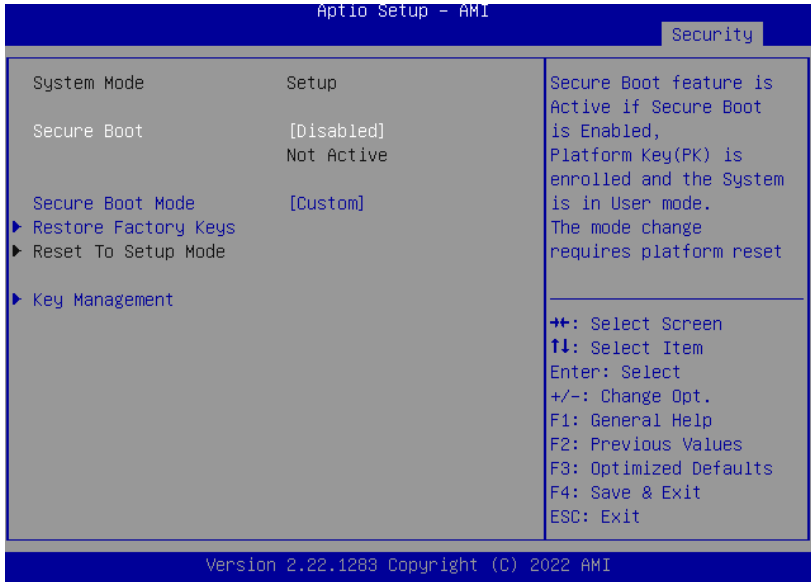 Aptio Setup – AMI
Security
System Mode Setup
Secure Boot [Disabled]
Not Active
Secure Boot Mode [Custom]
Restore Factory Keys
Reset To Setup Mode
Key Management
Secure Boot feature is
Active if Secure Boot
is Enabled,
Platform Key(PK) is
enrolled and the System
is in User mode.
The mode change
requires platform reset
→←: Select Screen
↑↓: Select Item
Enter: Select
+/-: Change Opt.
F1: General Help
F2: Previous Values
F3: Optimized Defaults
F4: Save & Exit
ESC: Exit
Version 2.22.1283 Copyright (C) 2022 AMI